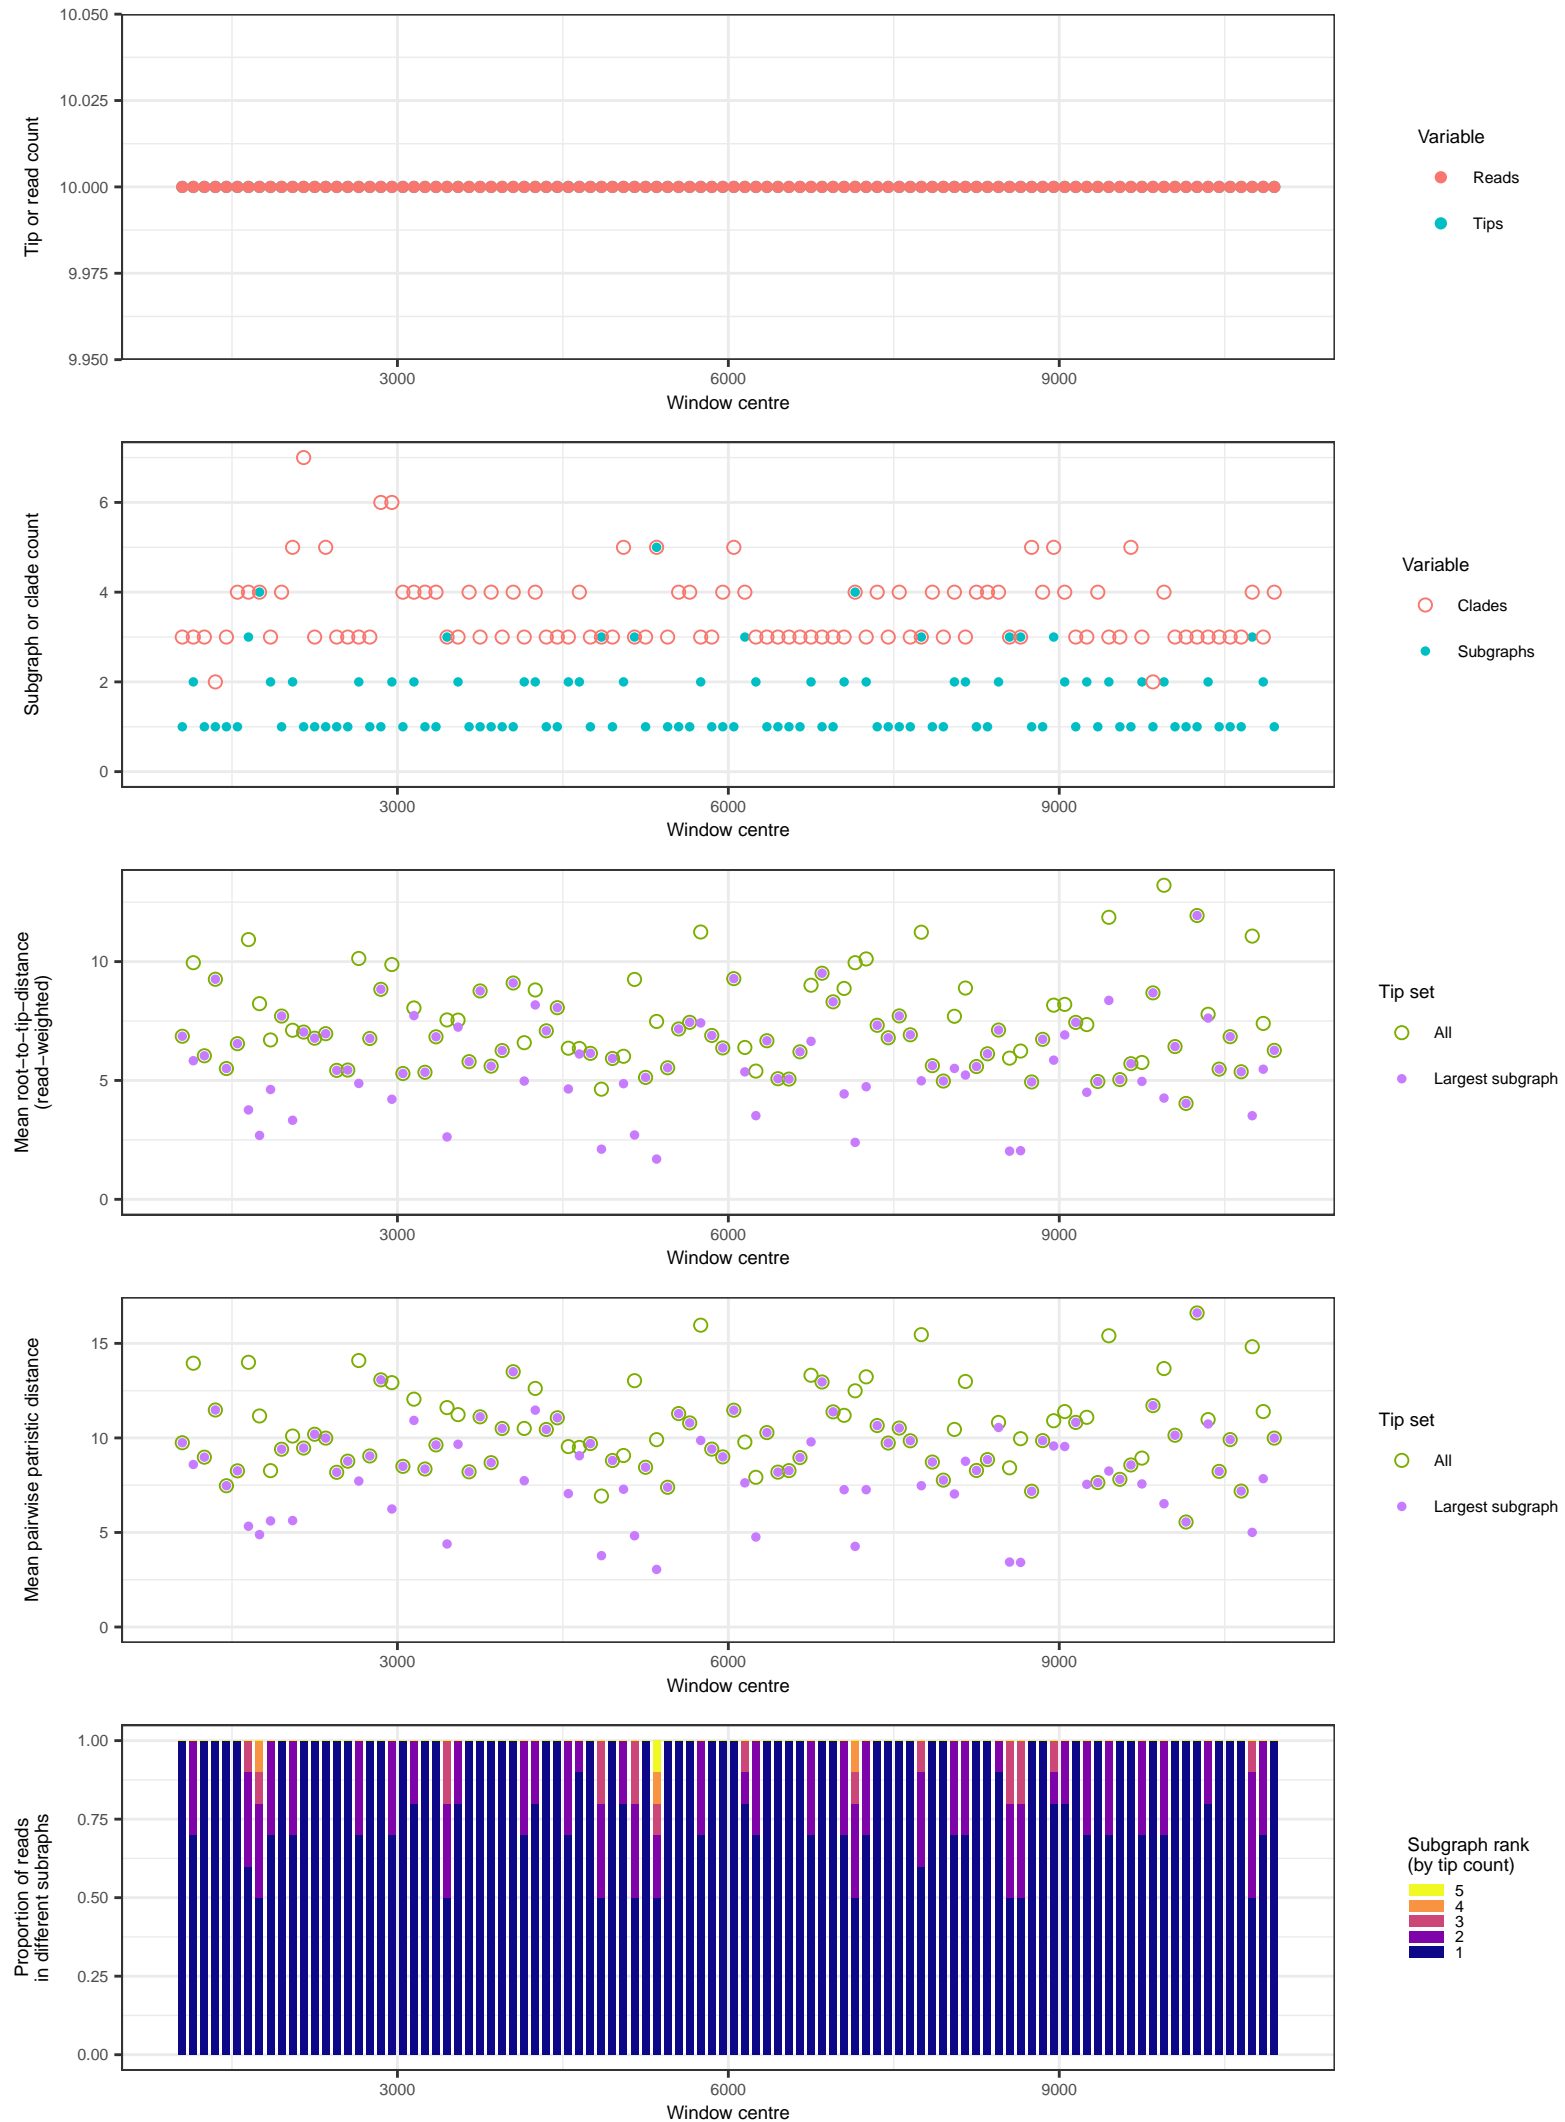 10.050
10.025
10.000
9.975
9.950
Tip or read count
3000
6000
9000
Window centre
Variable
Reads
Tips
6
4
2
0
Subgraph or clade count
3000
6000
9000
Window centre
Variable
Clades
Subgraphs
10
5
0
Mean root−to−tip−distance
(read−weighted)
3000
6000
9000
Window centre
Tip set
All
Largest subgraph
15
10
5
0
Mean pairwise patristic distance
3000
6000
9000
Window centre
Tip set
All
Largest subgraph
1.00
0.75
0.50
0.25
0.00
Proportion of reads
in different subraphs
3000
6000
9000
Window centre
Subgraph rank
(by tip count)
5
4
3
2
1